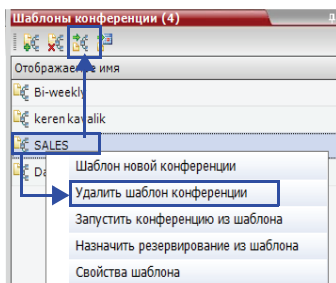 Шаблоны конференции (4)
Отображаемое имя
Bi-weekly
keren kavalik
SALES
Da
Шаблон новой конференции
Удалить шаблон конференции
Запустить конференцию из шаблона
Назначить резервирование из шаблона
Свойства шаблона